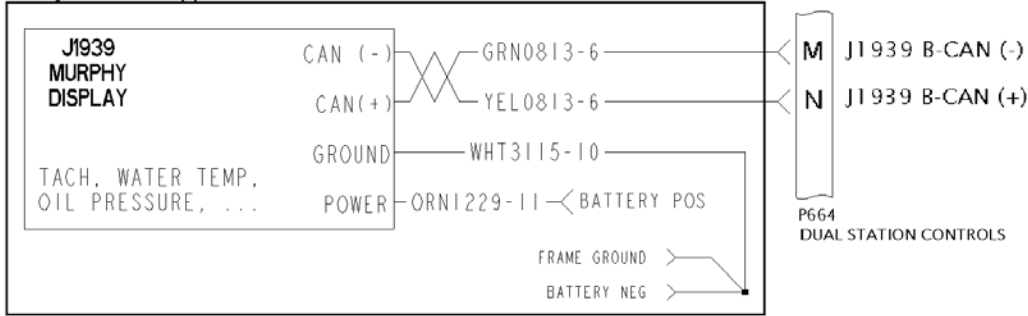 J1939
MURPHY
DISPLAY
CAN (-)
GRN0813-6
M
J1939 B-CAN (-)
CAN(+)
YEL0813-6
N
J1939 B-CAN (+)
GROUND
WHT3115-10
TACH, WATER TEMP,
OIL PRESSURE, ...
POWER
ORN1229-11
BATTERY POS
P664
DUAL STATION CONTROLS
FRAME GROUND
BATTERY NEG